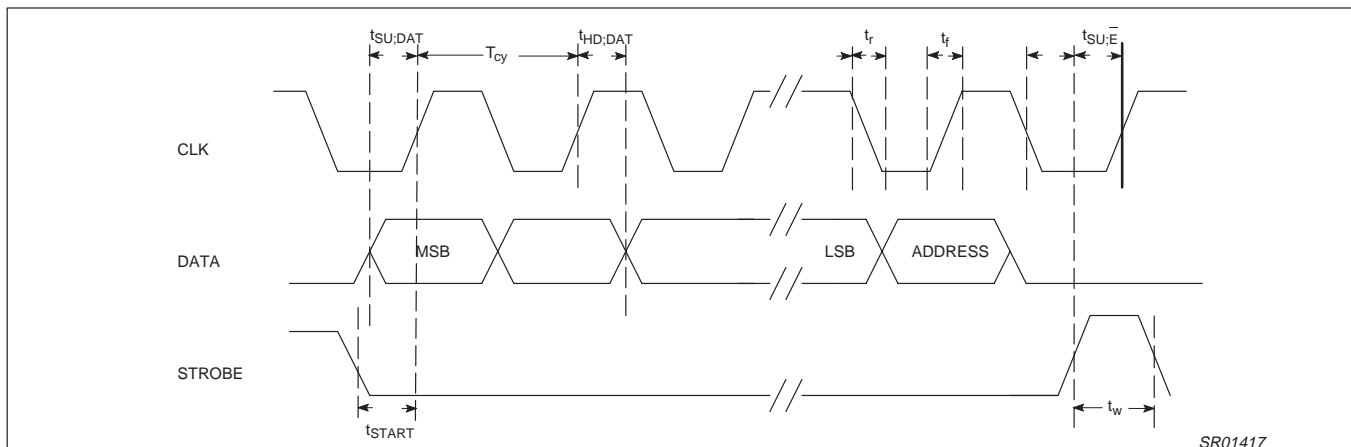 tSU;DAT Tcy tHD;DAT tr tf tSU;E̅
CLK
DATA MSB LSB ADDRESS
STROBE
tSTART tw
SR01417